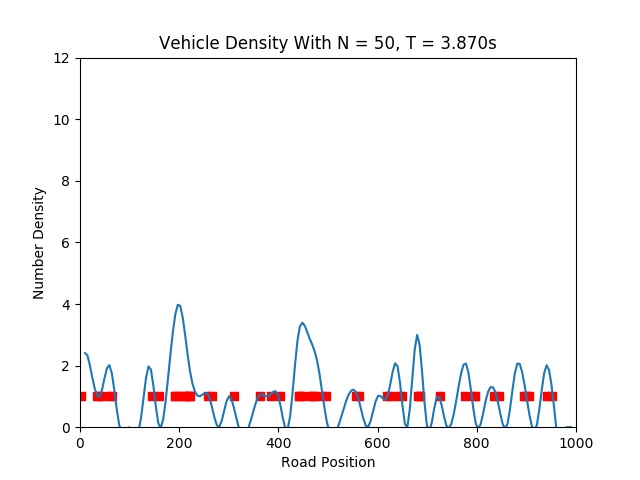 Vehicle Density With N = 50, T = 3.870s
12
10
8
6
4
2
0
Number Density
0 200 400 600 800 1000
Road Position